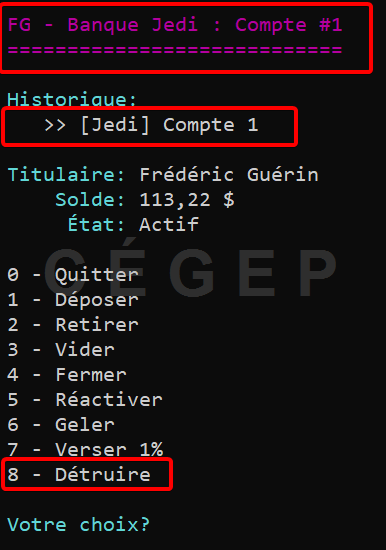 FG - Banque Jedi : Compte #1
============================
Historique:
>> [Jedi] Compte 1
Titulaire: Frédéric Guérin
Solde: 113,22 $
État: Actif
CÉGEP
0 - Quitter
1 - Déposer
2 - Retirer
3 - Vider
4 - Fermer
5 - Réactiver
6 - Geler
7 - Verser 1%
8 - Détruire
Votre choix?